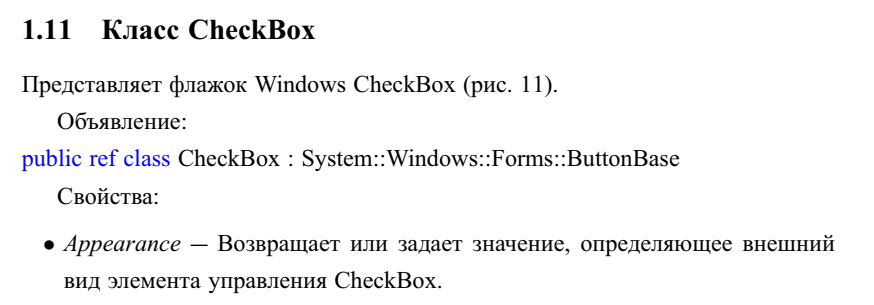 1.11 Класс CheckBox
Представляет флажок Windows CheckBox (рис. 11).
Объявление:
public ref class CheckBox : System::Windows::Forms::ButtonBase
Свойства:
• Appearance — Возвращает или задает значение, определяющее внешний
вид элемента управления CheckBox.